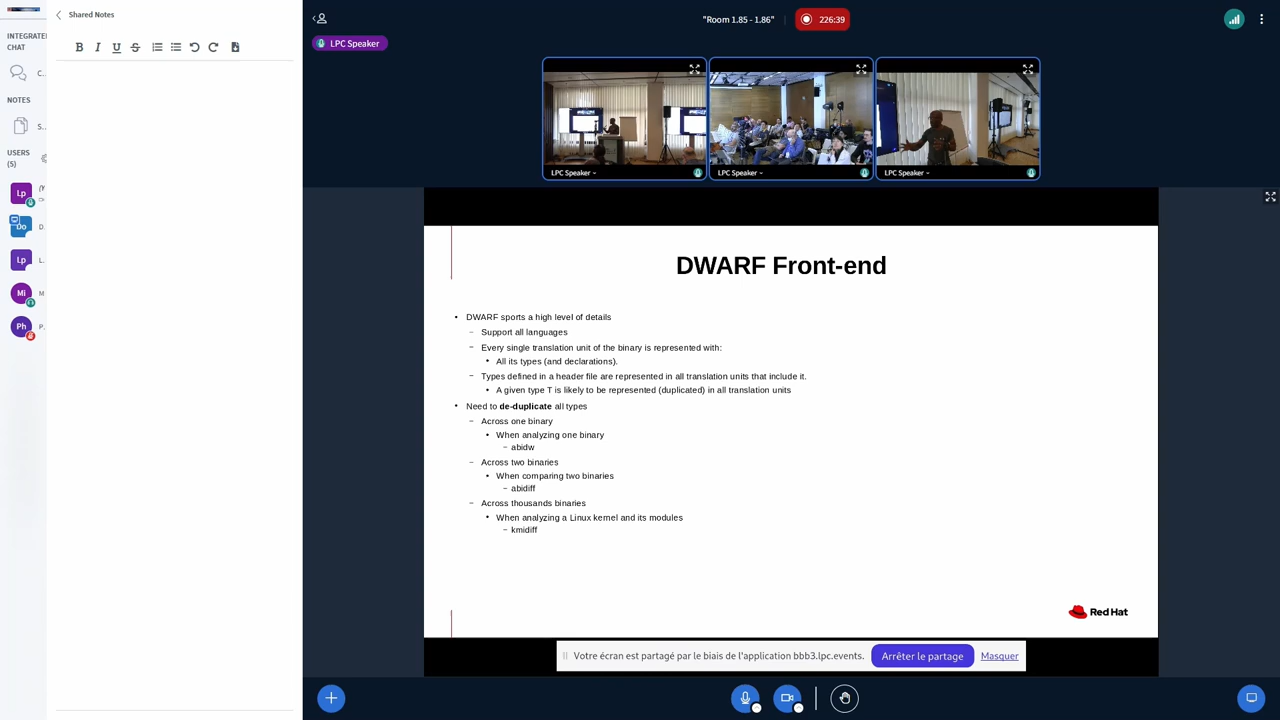 Shared Notes
INTEGRATE
CHAT
C..
NOTES
S..
USERS
(5)
Lp
Do
D.
Lp
L.
Mi
M
Ph
P.
"Room 1.85 - 1.86"
226:39
LPC Speaker
LPC Speaker
LPC Speaker
LPC Speaker
DWARF Front-end
• DWARF sports a high level of details
– Support all languages
– Every single translation unit of the binary is represented with:
• All its types (and declarations).
– Types defined in a header file are represented in all translation units that include it.
• A given type T is likely to be represented (duplicated) in all translation units
• Need to de-duplicate all types
– Across one binary
• When analyzing one binary
– abidw
– Across two binaries
• When comparing two binaries
– abidiff
– Across thousands binaries
• When analyzing a Linux kernel and its modules
– kmidiff
Red Hat
Votre écran est partagé par le biais de l'application bbb3.lpc.events.
Arrêter le partage
Masquer